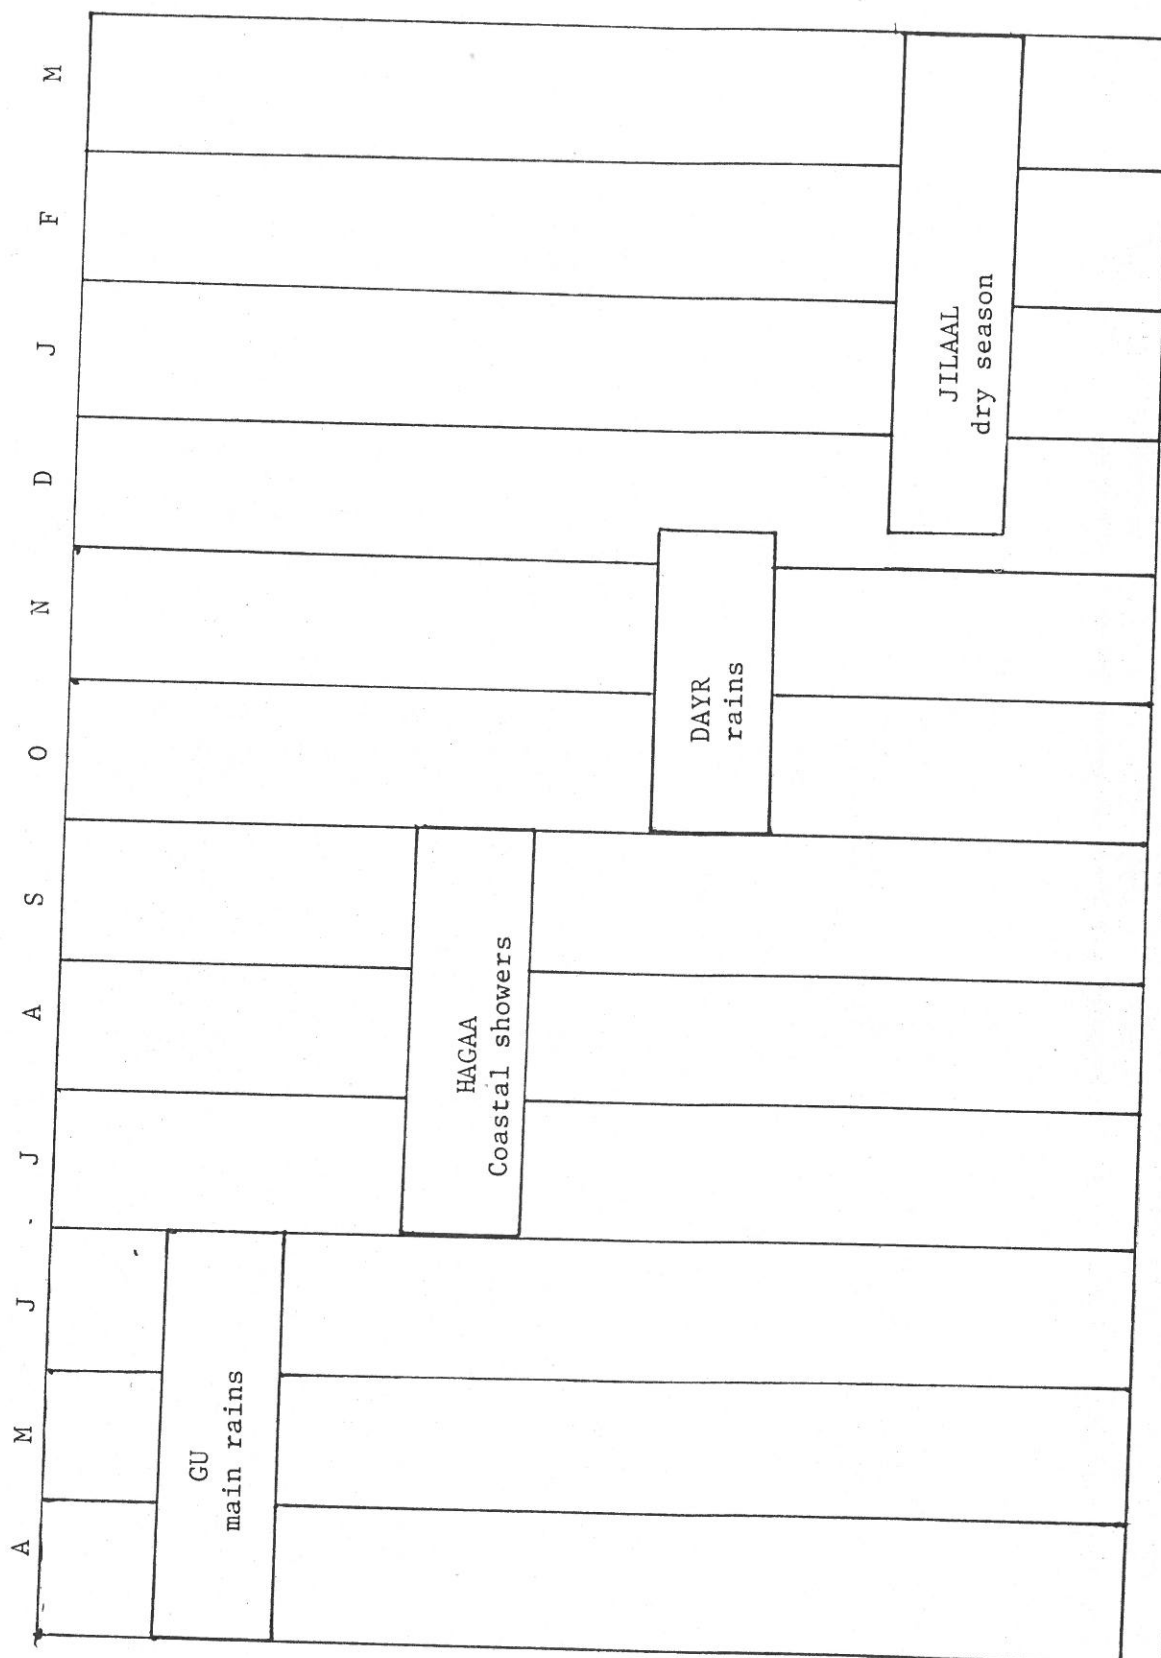 A M J J A S O N D J F M
GU
main rains
HAGAA
Coastal showers
DAYR
rains
JILAAL
dry season